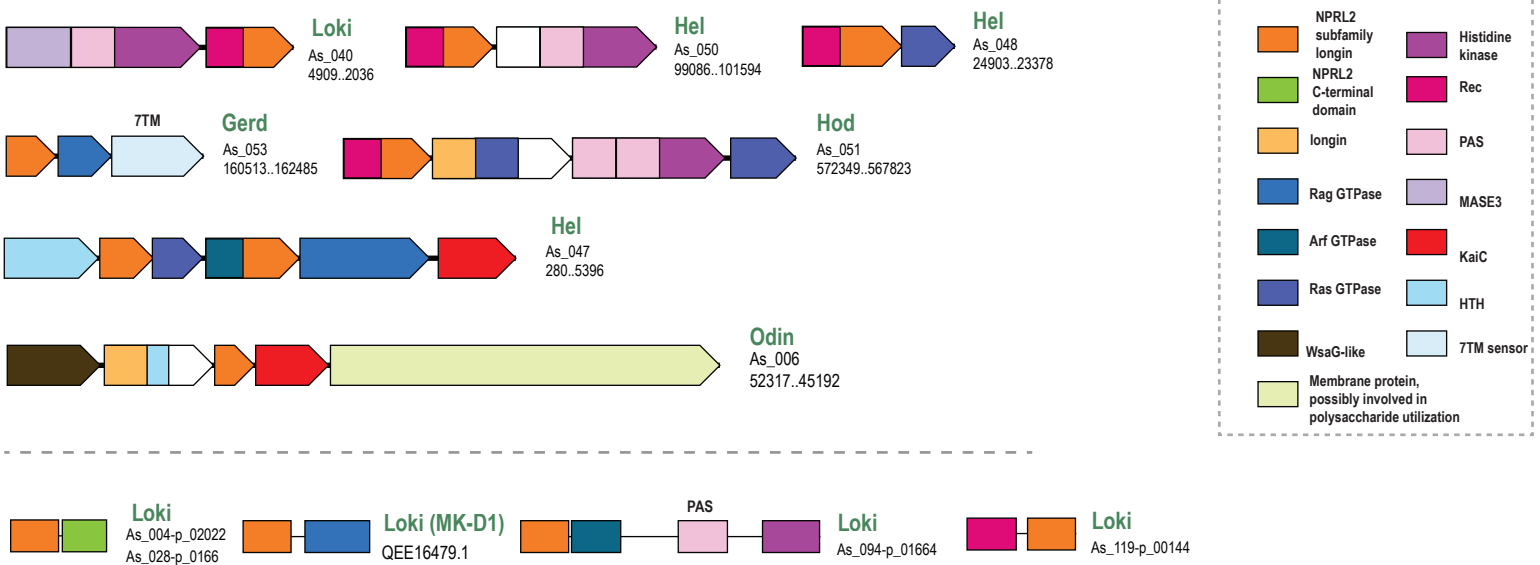 Loki
As_040
4909..2036
Hel
As_050
99086..101594
Hel
As_048
24903..23378
7TM
Gerd
As_053
160513..162485
Hod
As_051
572349..567823
Hel
As_047
280..5396
Odin
As_006
52317..45192
Loki
As_004-p_02022
As_028-p_0166
Loki (MK-D1)
QEE16479.1
PAS
Loki
As_094-p_01664
Loki
As_119-p_00144
NPRL2
subfamily
longin
NPRL2
C-terminal
domain
longin
Rag GTPase
Arf GTPase
Ras GTPase
WsaG-like
Membrane protein,
possibly involved in
polysaccharide utilization
Histidine
kinase
Rec
PAS
MASE3
KaiC
HTH
7TM sensor